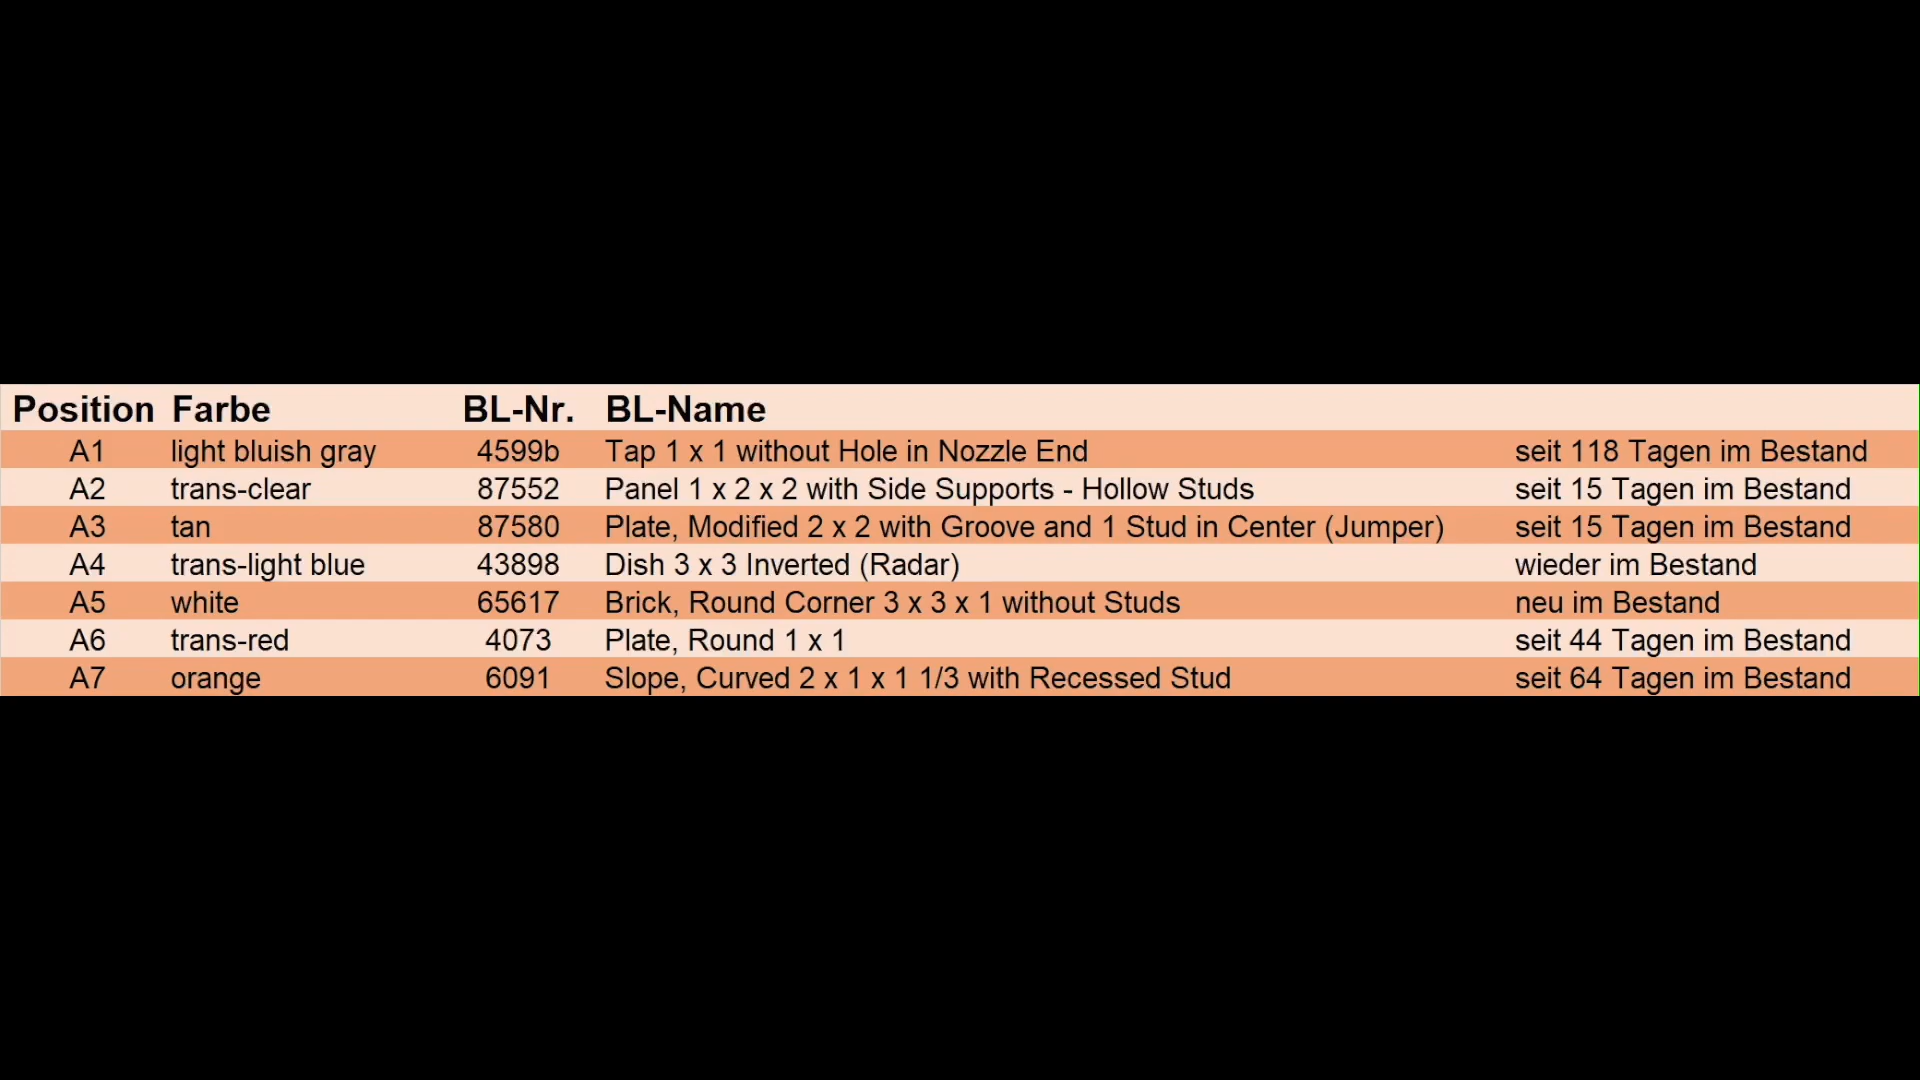 Position Farbe BL-Nr. BL-Name
A1 light bluish gray 4599b Tap 1 x 1 without Hole in Nozzle End seit 118 Tagen im Bestand
A2 trans-clear 87552 Panel 1 x 2 x 2 with Side Supports - Hollow Studs seit 15 Tagen im Bestand
A3 tan 87580 Plate, Modified 2 x 2 with Groove and 1 Stud in Center (Jumper) seit 15 Tagen im Bestand
A4 trans-light blue 43898 Dish 3 x 3 Inverted (Radar) wieder im Bestand
A5 white 65617 Brick, Round Corner 3 x 3 x 1 without Studs neu im Bestand
A6 trans-red 4073 Plate, Round 1 x 1 seit 44 Tagen im Bestand
A7 orange 6091 Slope, Curved 2 x 1 x 1 1/3 with Recessed Stud seit 64 Tagen im Bestand